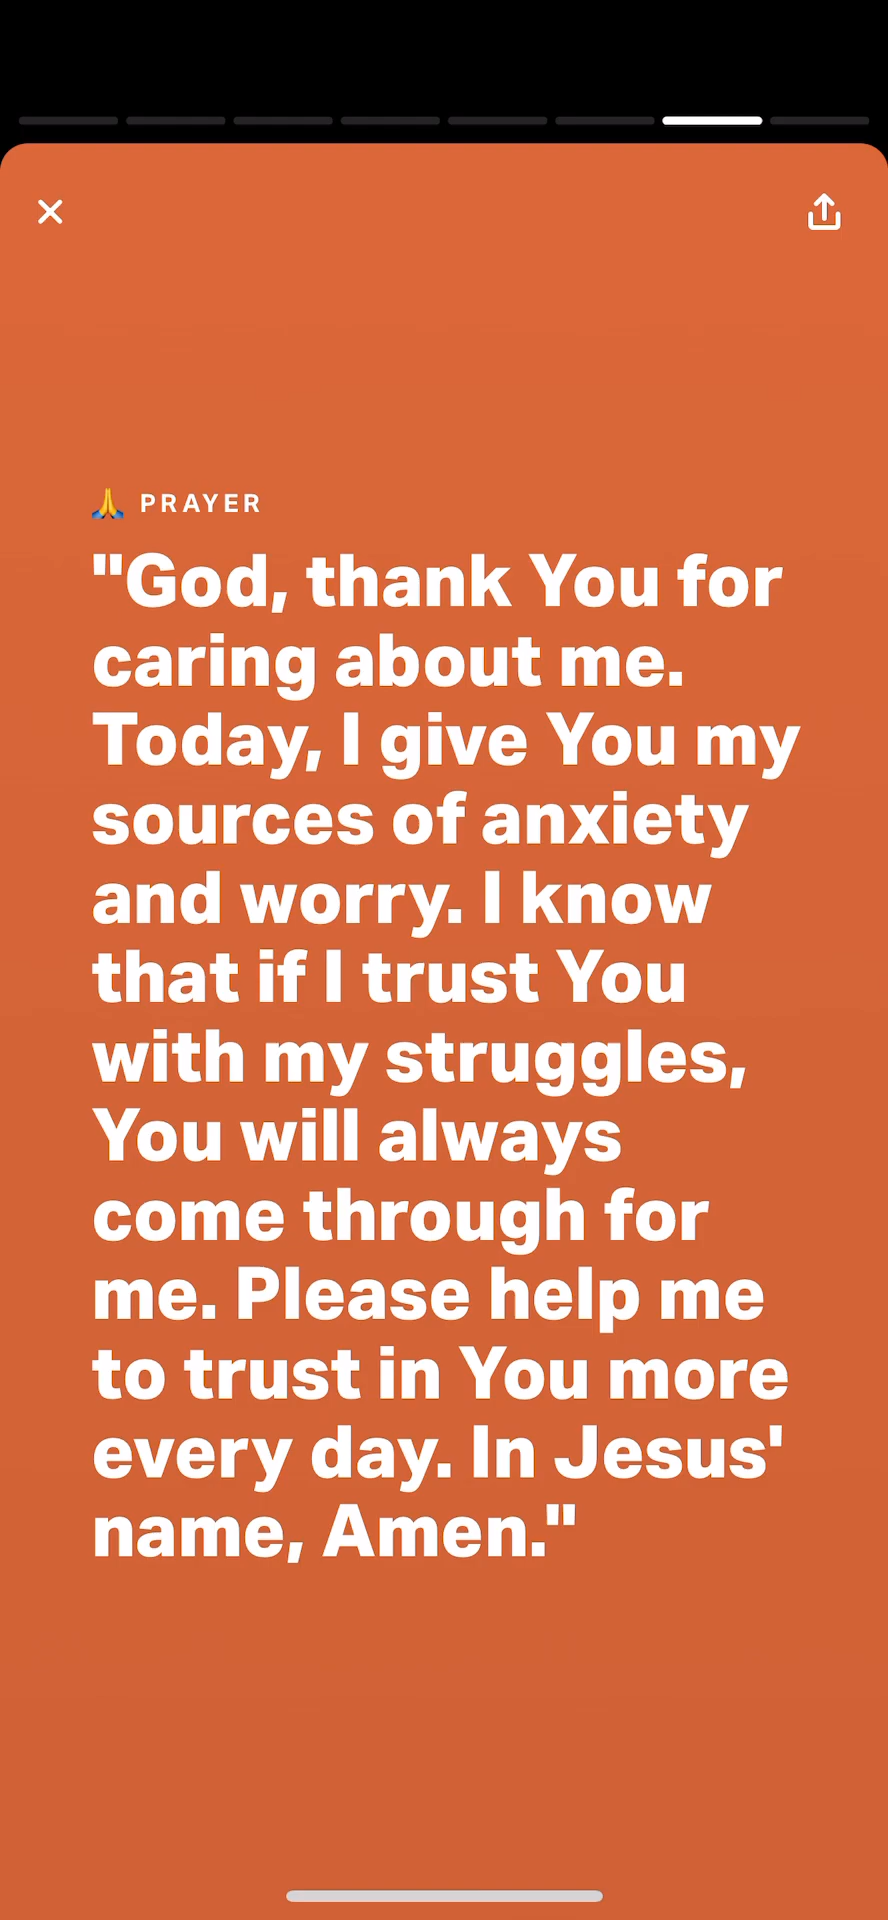 🙏 PRAYER
"God, thank You for
caring about me.
Today, I give You my
sources of anxiety
and worry. I know
that if I trust You
with my struggles,
You will always
come through for
me. Please help me
to trust in You more
every day. In Jesus'
name, Amen."